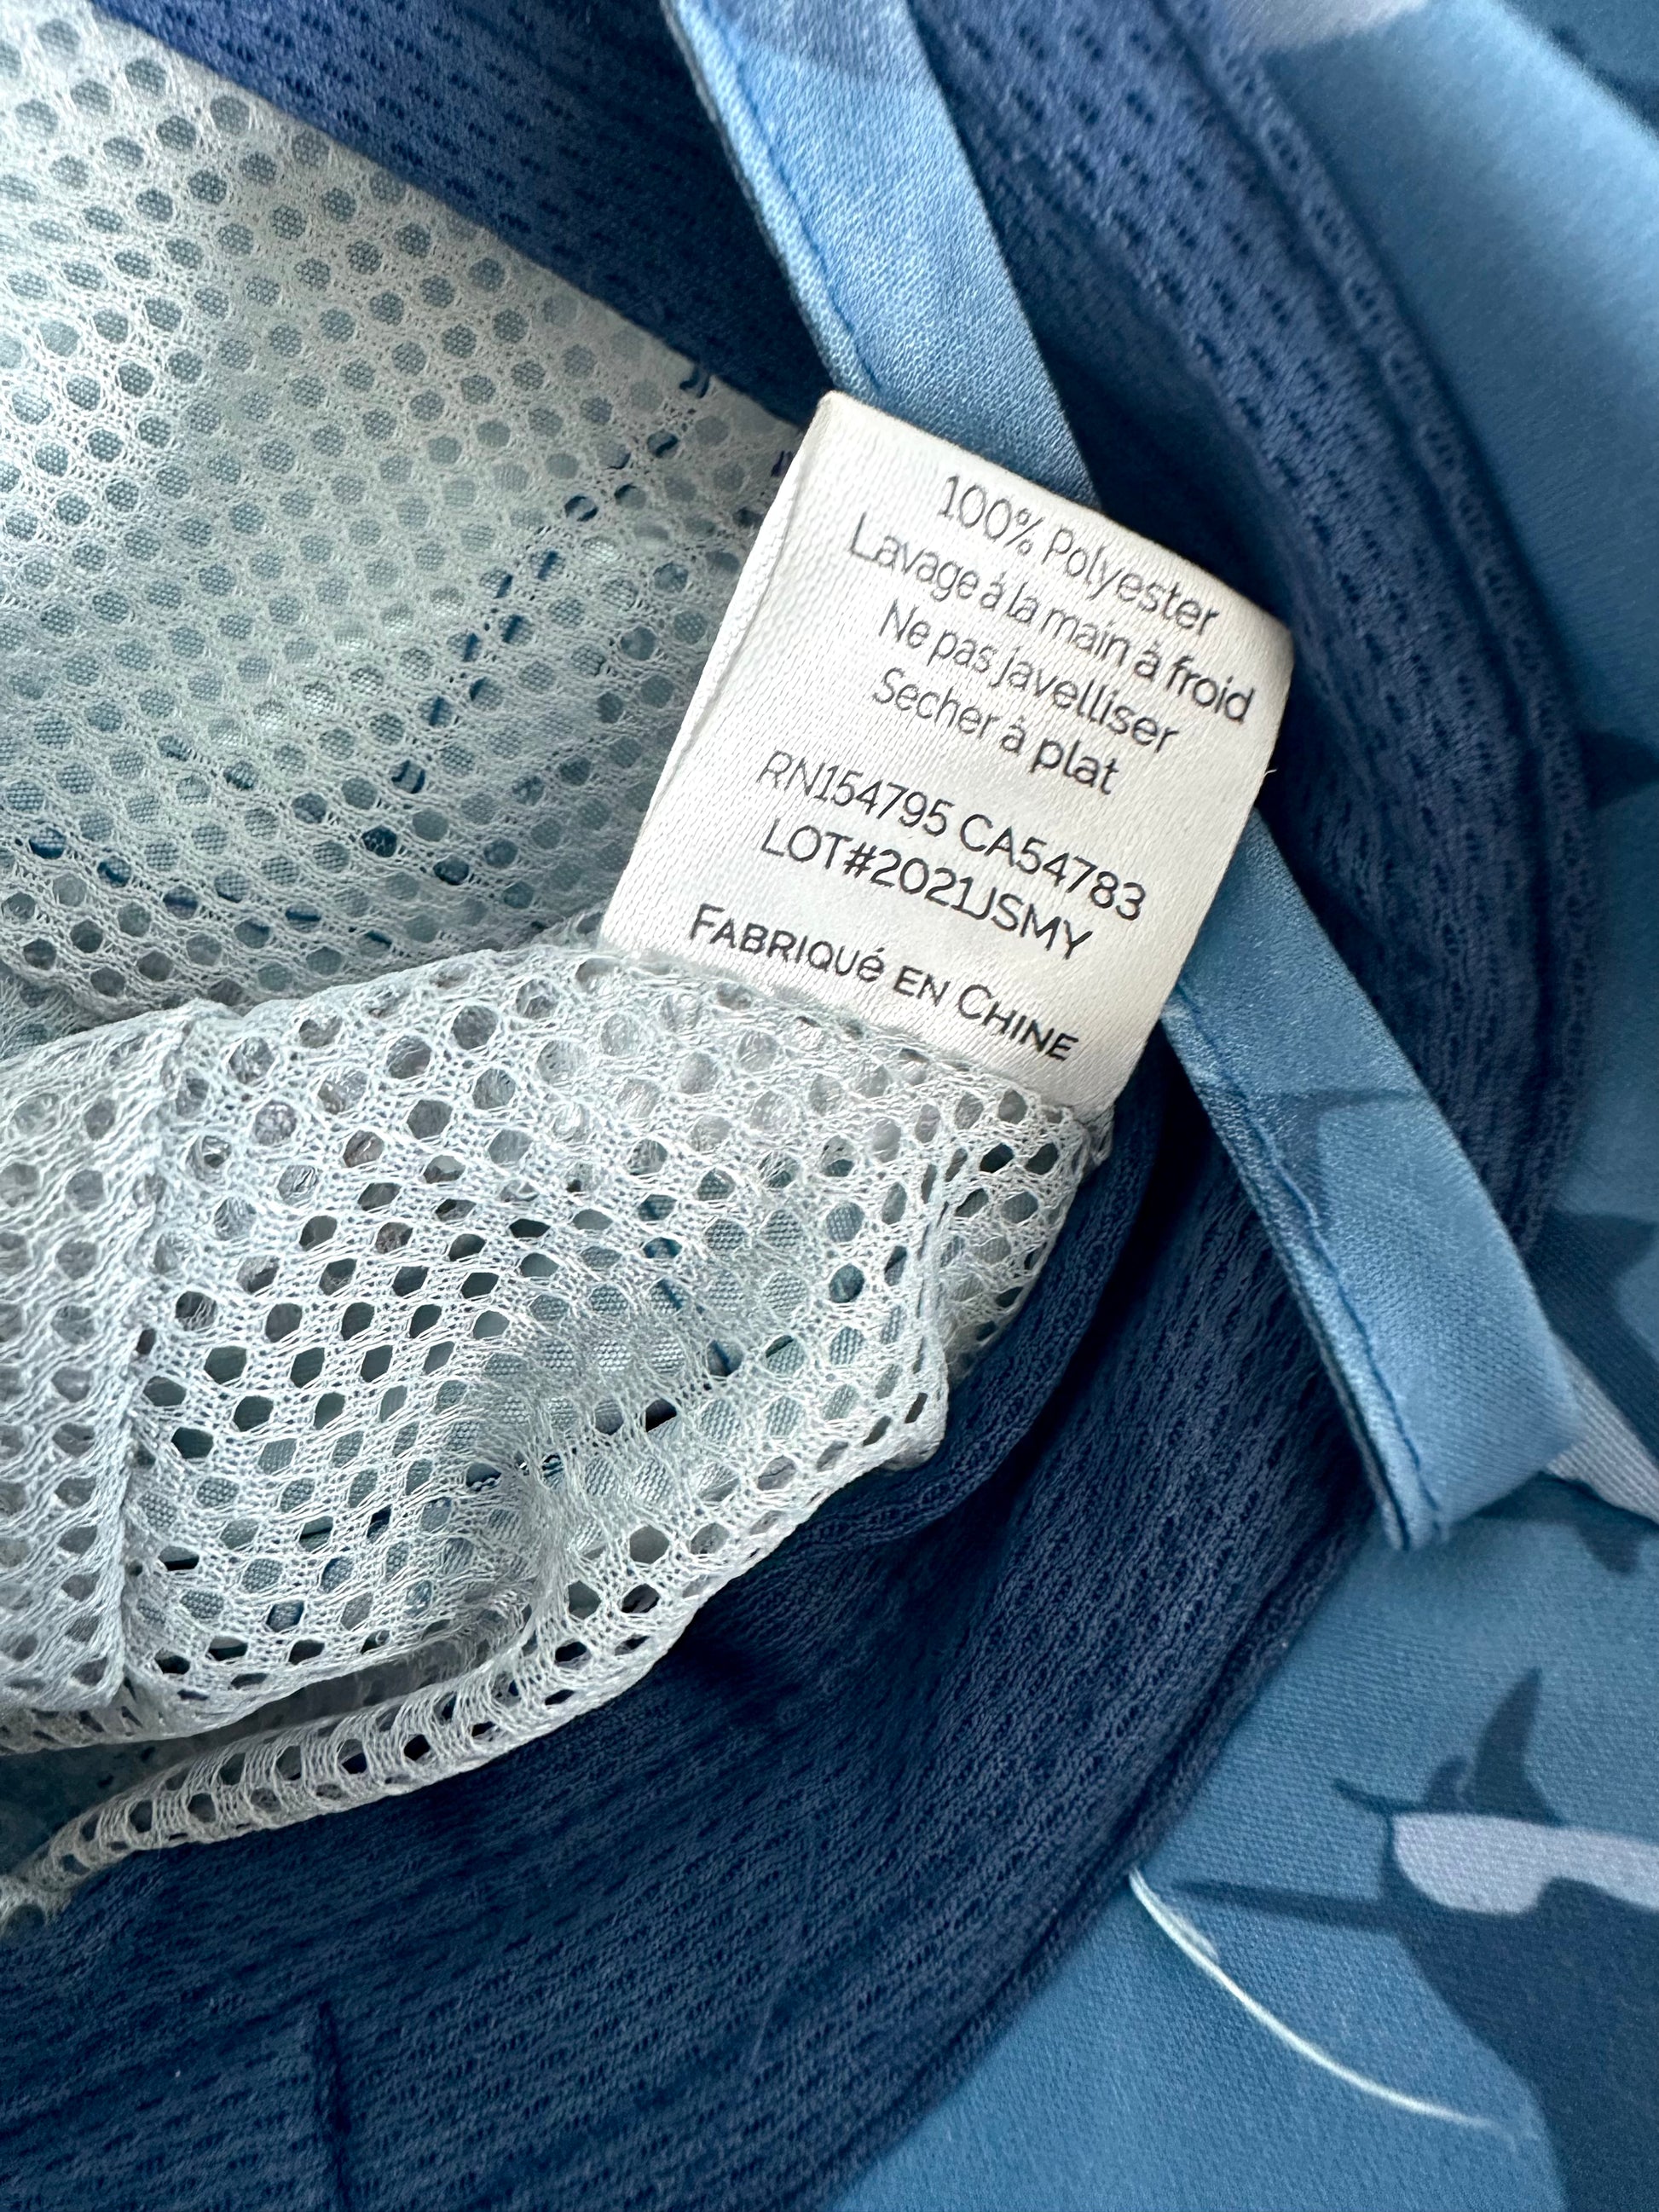 100% Polyester
Lavage à la main à froid
Ne pas javelliser
Secher à plat
RN154795 CA54783
LOT#2021JSMY
FABRIQUé EN CHINE